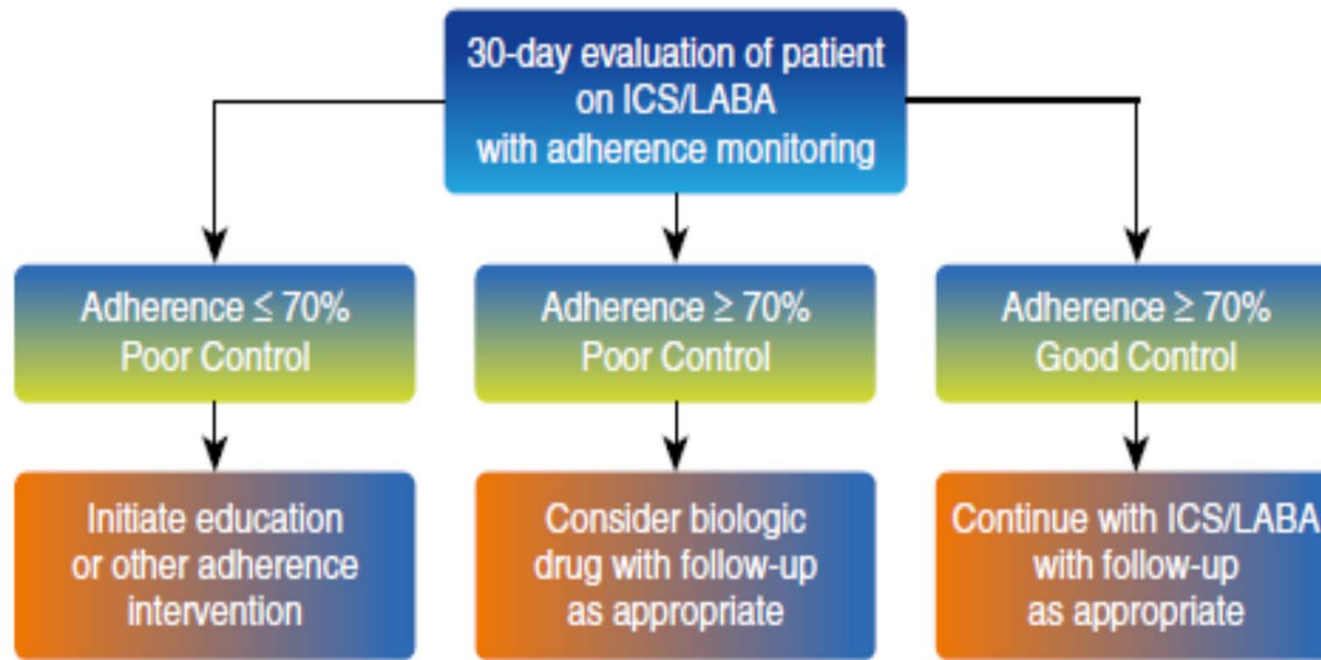 30-day evaluation of patient
on ICS/LABA
with adherence monitoring
Adherence ≤ 70%
Poor Control
Adherence ≥ 70%
Poor Control
Adherence ≥ 70%
Good Control
Initiate education
or other adherence
intervention
Consider biologic
drug with follow-up
as appropriate
Continue with ICS/LABA
with follow-up
as appropriate